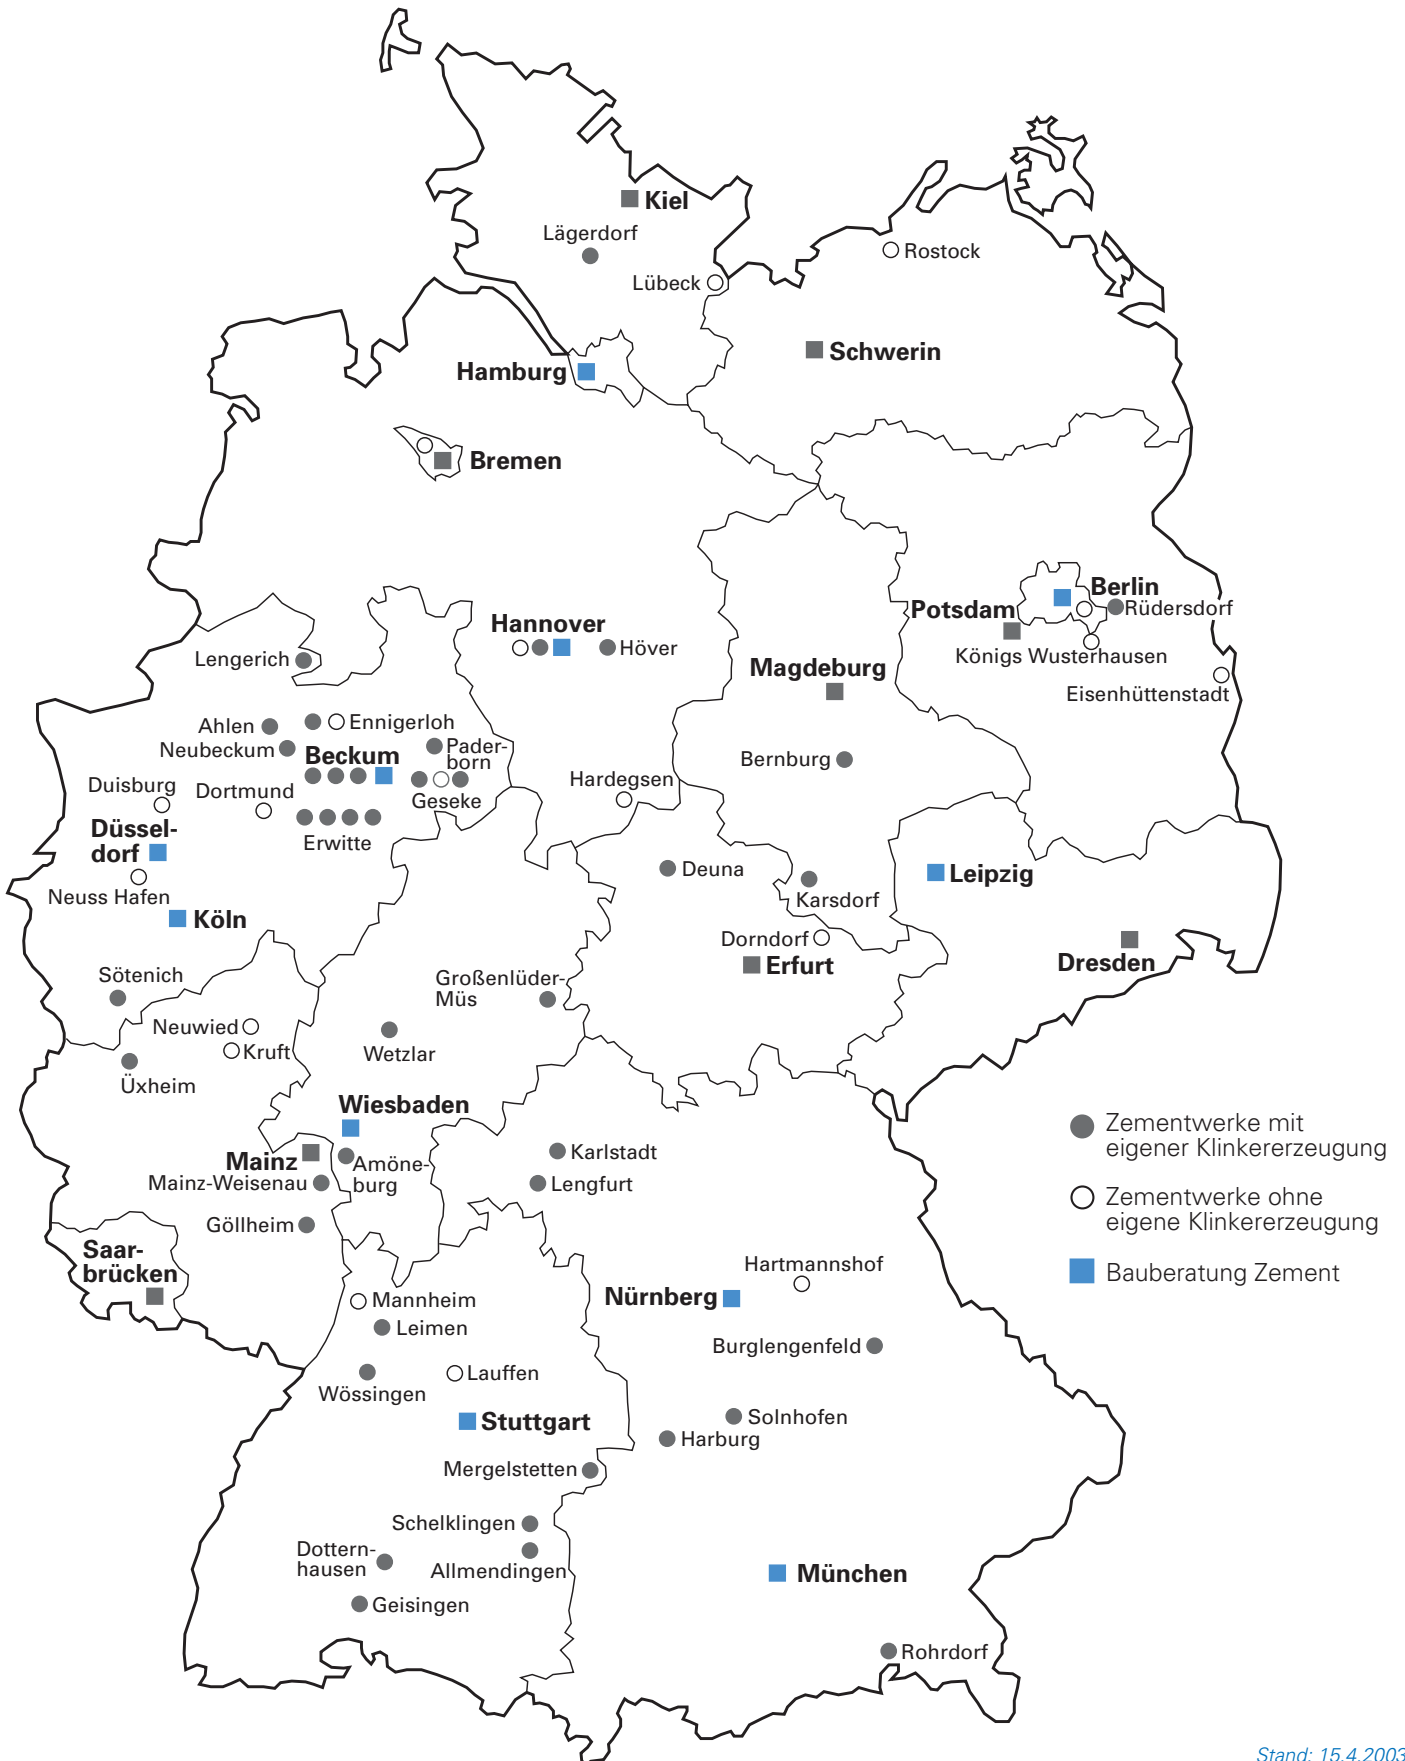 Kiel
Lägerdorf
Rostock
Lübeck
Schwerin
Hamburg
Bremen
Berlin
Potsdam
Rüdersdorf
Hannover
Höver
Königs Wusterhausen
Lengerich
Magdeburg
Eisenhüttenstadt
Ahlen
Ennigerloh
Neubeckum
Beckum
Pader-
born
Bernburg
Duisburg
Dortmund
Geseke
Hardegsen
Düssel-
dorf
Erwitte
Deuna
Leipzig
Neuss Hafen
Karsdorf
Köln
Dorndorf
Erfurt
Dresden
Sötenich
Großenlüder-
Müs
Neuwied
Kruft
Wetzlar
Üxheim
Wiesbaden
Zementwerke mit
eigener Klinkererzeugung
Mainz
Amöne-
burg
Karlstadt
Mainz-Weisenau
Lengfurt
Zementwerke ohne
eigene Klinkererzeugung
Göllheim
Saar-
brücken
Hartmannshof
Bauberatung Zement
Nürnberg
Mannheim
Leimen
Burglengenfeld
Lauffen
Wössingen
Stuttgart
Solnhofen
Harburg
Mergelstetten
Schelklingen
Dottern-
hausen
Allmendingen
München
Geisingen
Rohrdorf
Stand: 15.4.2003